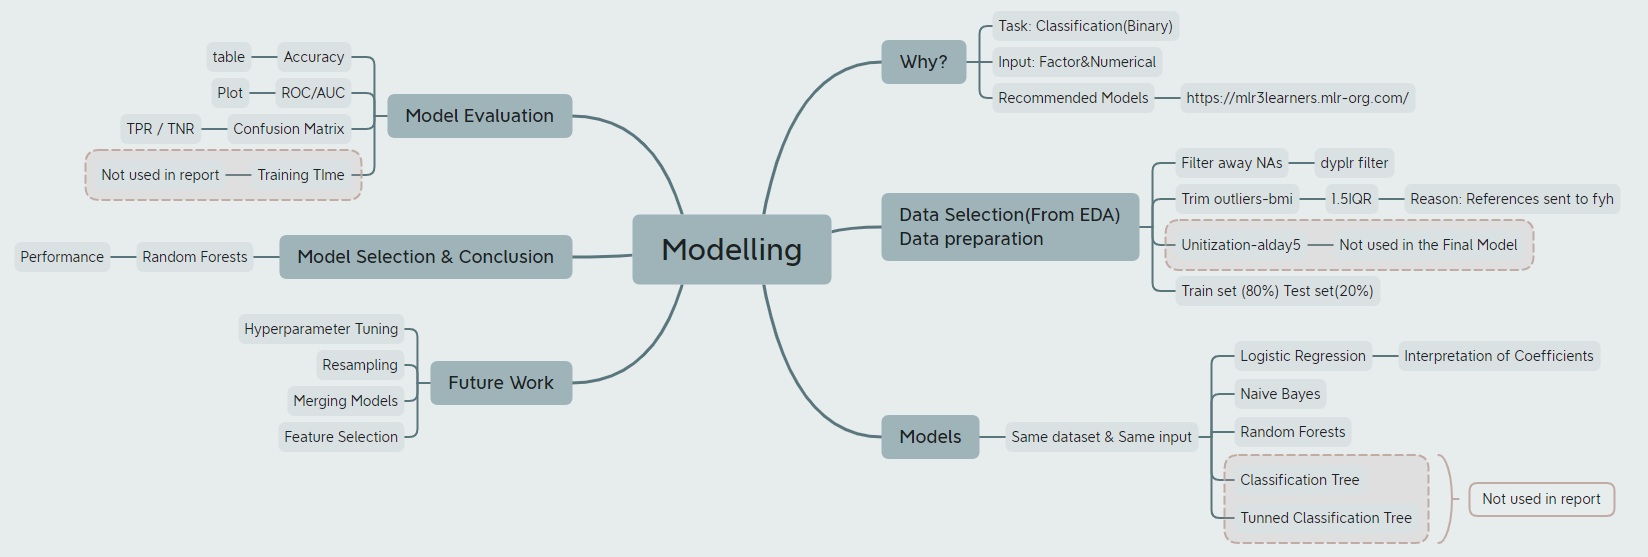 Modelling
Why?
Task: Classification(Binary)
Input: Factor&Numerical
Recommended Models
https://mlr3learners.mlr-org.com/
Data Selection(From EDA)
Data preparation
Filter away NAs
dyplr filter
Trim outliers-bmi
1.5IQR
Reason: References sent to fyh
Unitization-alday5
Not used in the Final Model
Train set (80%) Test set(20%)
Models
Same dataset & Same input
Logistic Regression
Interpretation of Coefficients
Naive Bayes
Random Forests
Classification Tree
Tunned Classification Tree
Not used in report
Model Evaluation
Accuracy
table
ROC/AUC
Plot
Confusion Matrix
TPR / TNR
Training TIme
Not used in report
Model Selection & Conclusion
Random Forests
Performance
Future Work
Hyperparameter Tuning
Resampling
Merging Models
Feature Selection